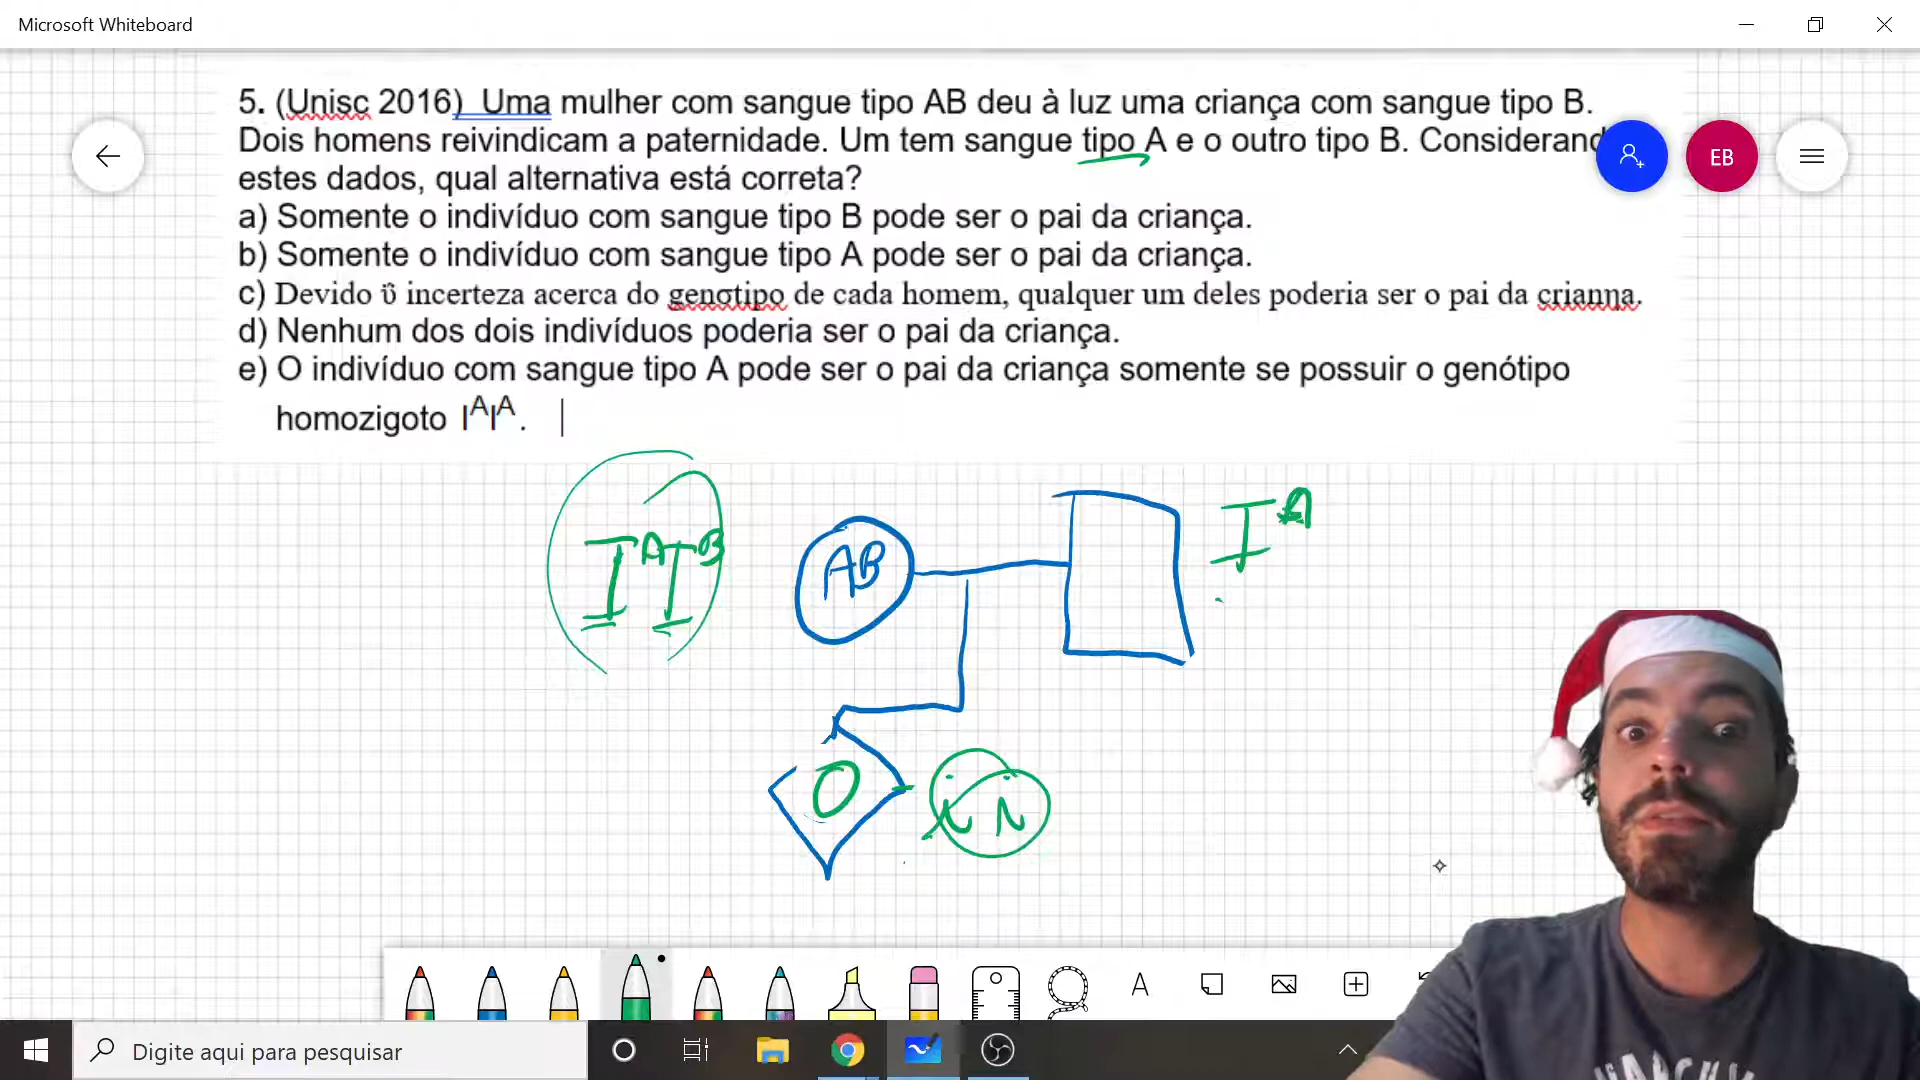 Microsoft Whiteboard
5. (Unisc 2016)  Uma mulher com sangue tipo AB deu à luz uma criança com sangue tipo B.
Dois homens reivindicam a paternidade. Um tem sangue tipo A e o outro tipo B. Considerand
estes dados, qual alternativa está correta?
EB
a) Somente o indivíduo com sangue tipo B pode ser o pai da criança.
b) Somente o indivíduo com sangue tipo A pode ser o pai da criança.
c) Devido ΰ incerteza acerca do genσtipo de cada homem, qualquer um deles poderia ser o pai da crianηa.
d) Nenhum dos dois indivíduos poderia ser o pai da criança.
e) O indivíduo com sangue tipo A pode ser o pai da criança somente se possuir o genótipo
homozigoto IᴬIᴬ.
IᴬIᴮ
AB
Iᴬ
O
i i
A
Digite aqui para pesquisar